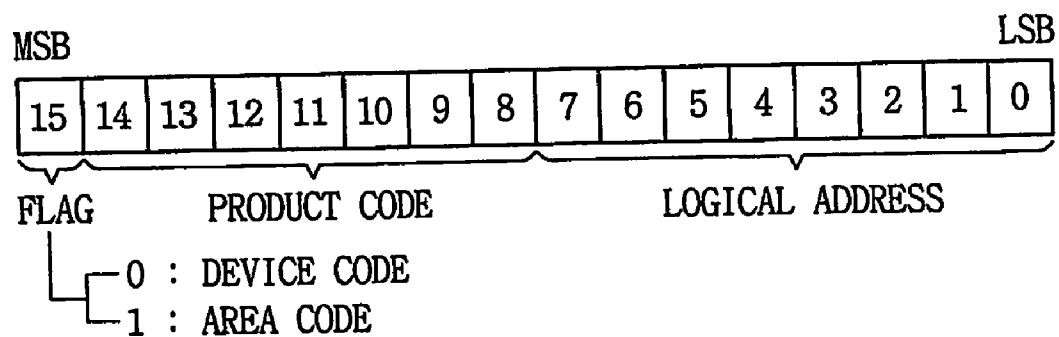 MSB LSB
15 14 13 12 11 10 9 8 7 6 5 4 3 2 1 0
FLAG PRODUCT CODE LOGICAL ADDRESS
0 : DEVICE CODE
1 : AREA CODE